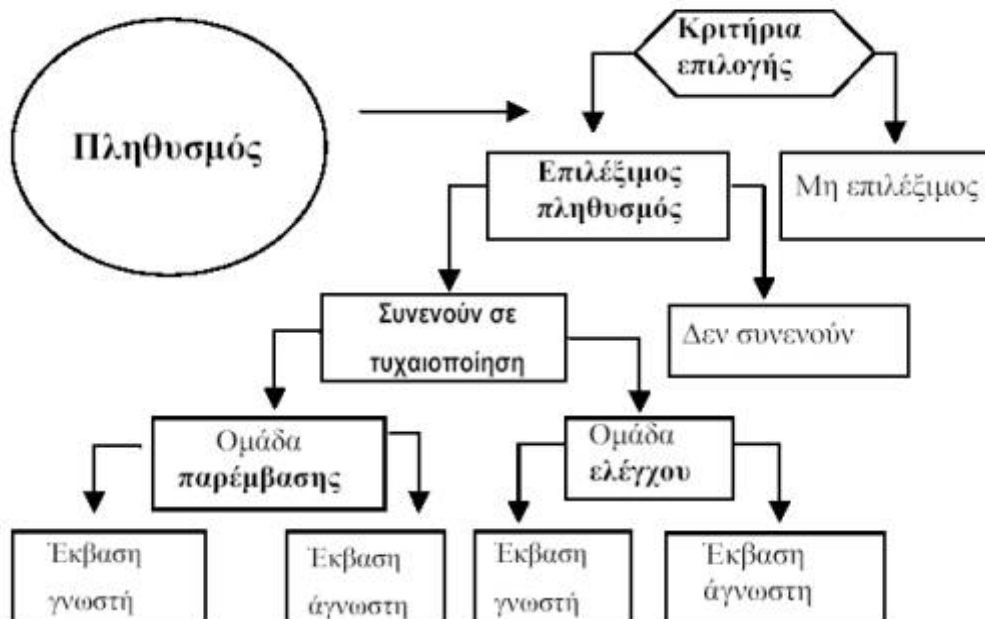 Κριτήρια
επιλογής
Πληθυσμός
Επιλέξιμος
πληθυσμός
Μη επιλέξιμος
Συνενούν σε
τυχαιοποίηση
Δεν συνενούν
Ομάδα
παρέμβασης
Ομάδα
ελέγχου
Έκβαση
γνωστή
Έκβαση
άγνωστη
Έκβαση
γνωστή
Έκβαση
άγνωστη